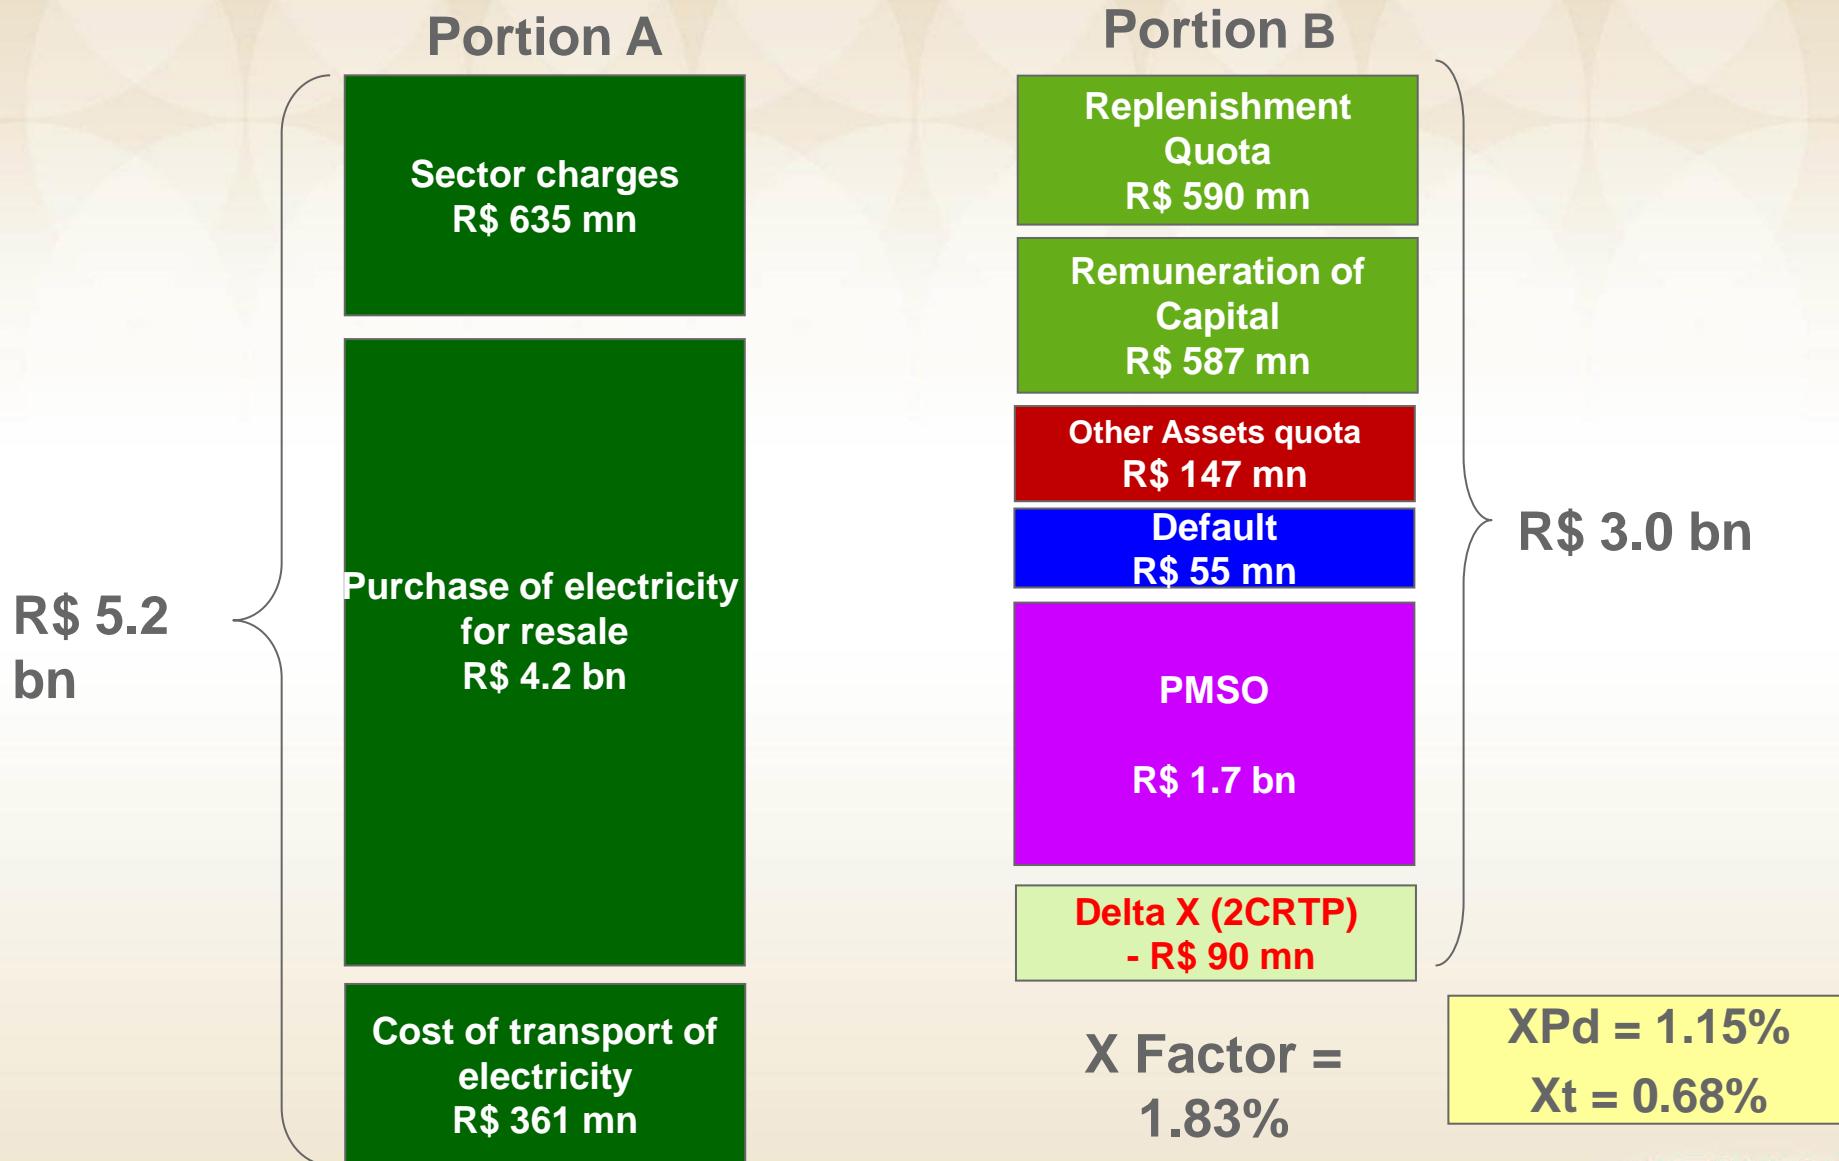 Portion A
Sector charges
R$ 635 mn
Purchase of electricity
for resale
R$ 4.2 bn
Cost of transport of
electricity
R$ 361 mn
R$ 5.2
bn
Portion B
Replenishment
Quota
R$ 590 mn
Remuneration of
Capital
R$ 587 mn
Other Assets quota
R$ 147 mn
Default
R$ 55 mn
PMSO
R$ 1.7 bn
Delta X (2CRTP)
- R$ 90 mn
R$ 3.0 bn
X Factor =
1.83%
XPd = 1.15%
Xt = 0.68%